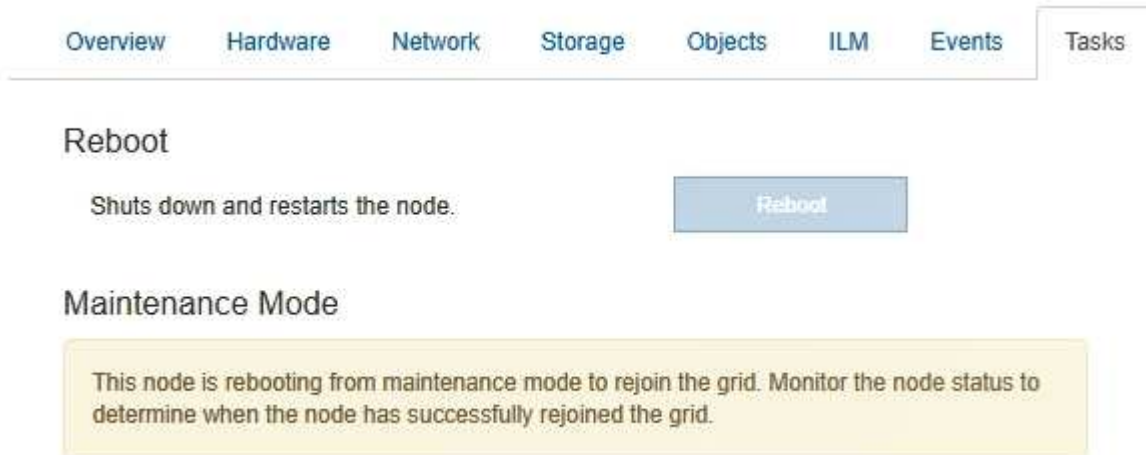 Overview Hardware Network Storage Objects ILM Events Tasks
Reboot
Shuts down and restarts the node. Reboot
Maintenance Mode
This node is rebooting from maintenance mode to rejoin the grid. Monitor the node status to
determine when the node has successfully rejoined the grid.